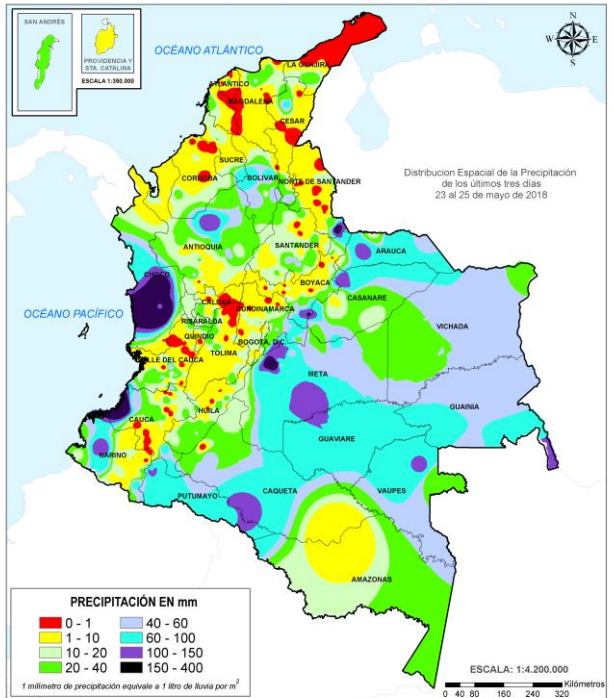 SAN ANDRÉS
PROVIDENCIA Y
STA. CATALINA
ESCALA 1:350.000
OCÉANO ATLÁNTICO
N
W
E
S
LA GUAJIRA
ATLÁNTICO
MAGDALENA
CESAR
Distribucion Espacial de la Precipitación
de los últimos tres días
23 al 25 de mayo de 2018
SUCRE
CORDOBA
BOLIVAR
NORTE DE SANTANDER
ANTIOQUIA
SANTANDER
ARAUCA
CHOCO
BOYACA
CASANARE
OCÉANO PACÍFICO
CALDAS
CUNDINAMARCA
RISARALDA
VICHADA
QUINDIO
BOGOTA, D.C.
TOLIMA
VALLE DEL CAUCA
META
GUAINIA
CAUCA
HUILA
GUAVIARE
NARIÑO
PUTUMAYO
CAQUETA
VAUPES
AMAZONAS
PRECIPITACIÓN EN mm
0 - 1
40 - 60
1 - 10
60 - 100
10 - 20
100 - 150
20 - 40
150 - 400
1 milímetro de precipitación equivale a 1 litro de lluvia por m2
ESCALA: 1:4.200.000
Kilómetros
0 40 80 160 240 320